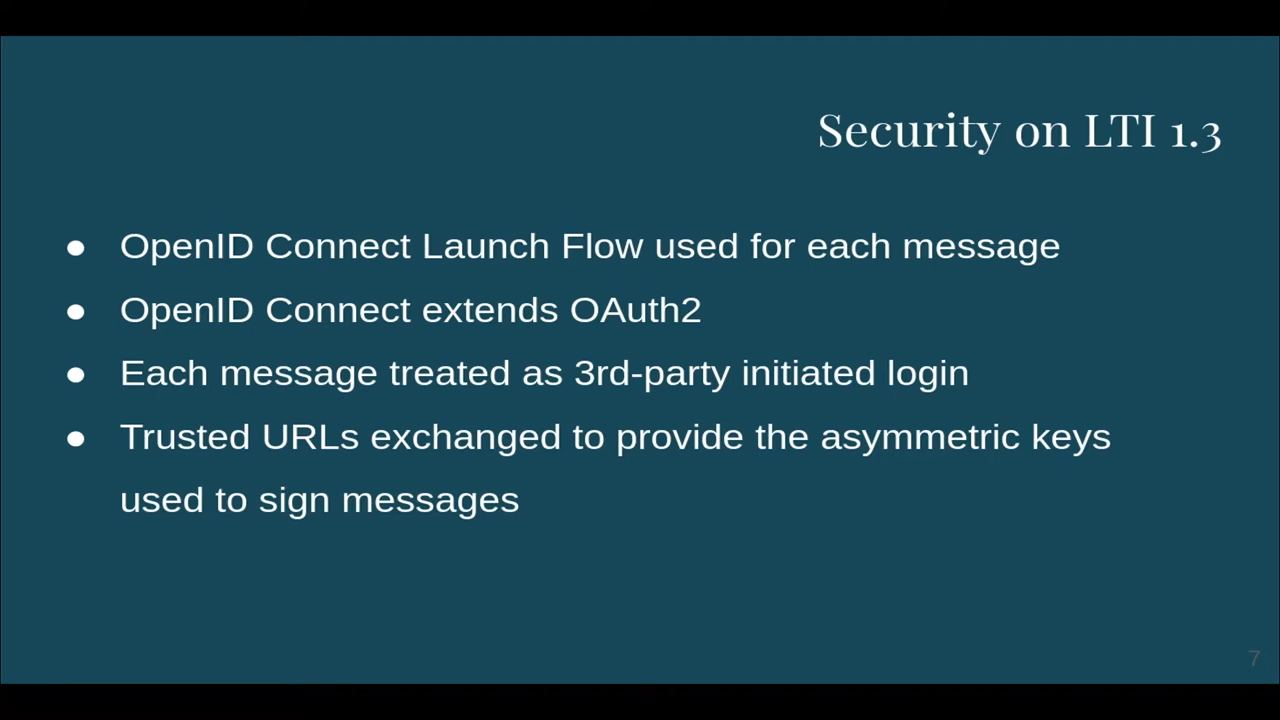 Security on LTI 1.3
● OpenID Connect Launch Flow used for each message
● OpenID Connect extends OAuth2
● Each message treated as 3rd-party initiated login
● Trusted URLs exchanged to provide the asymmetric keys
used to sign messages
7